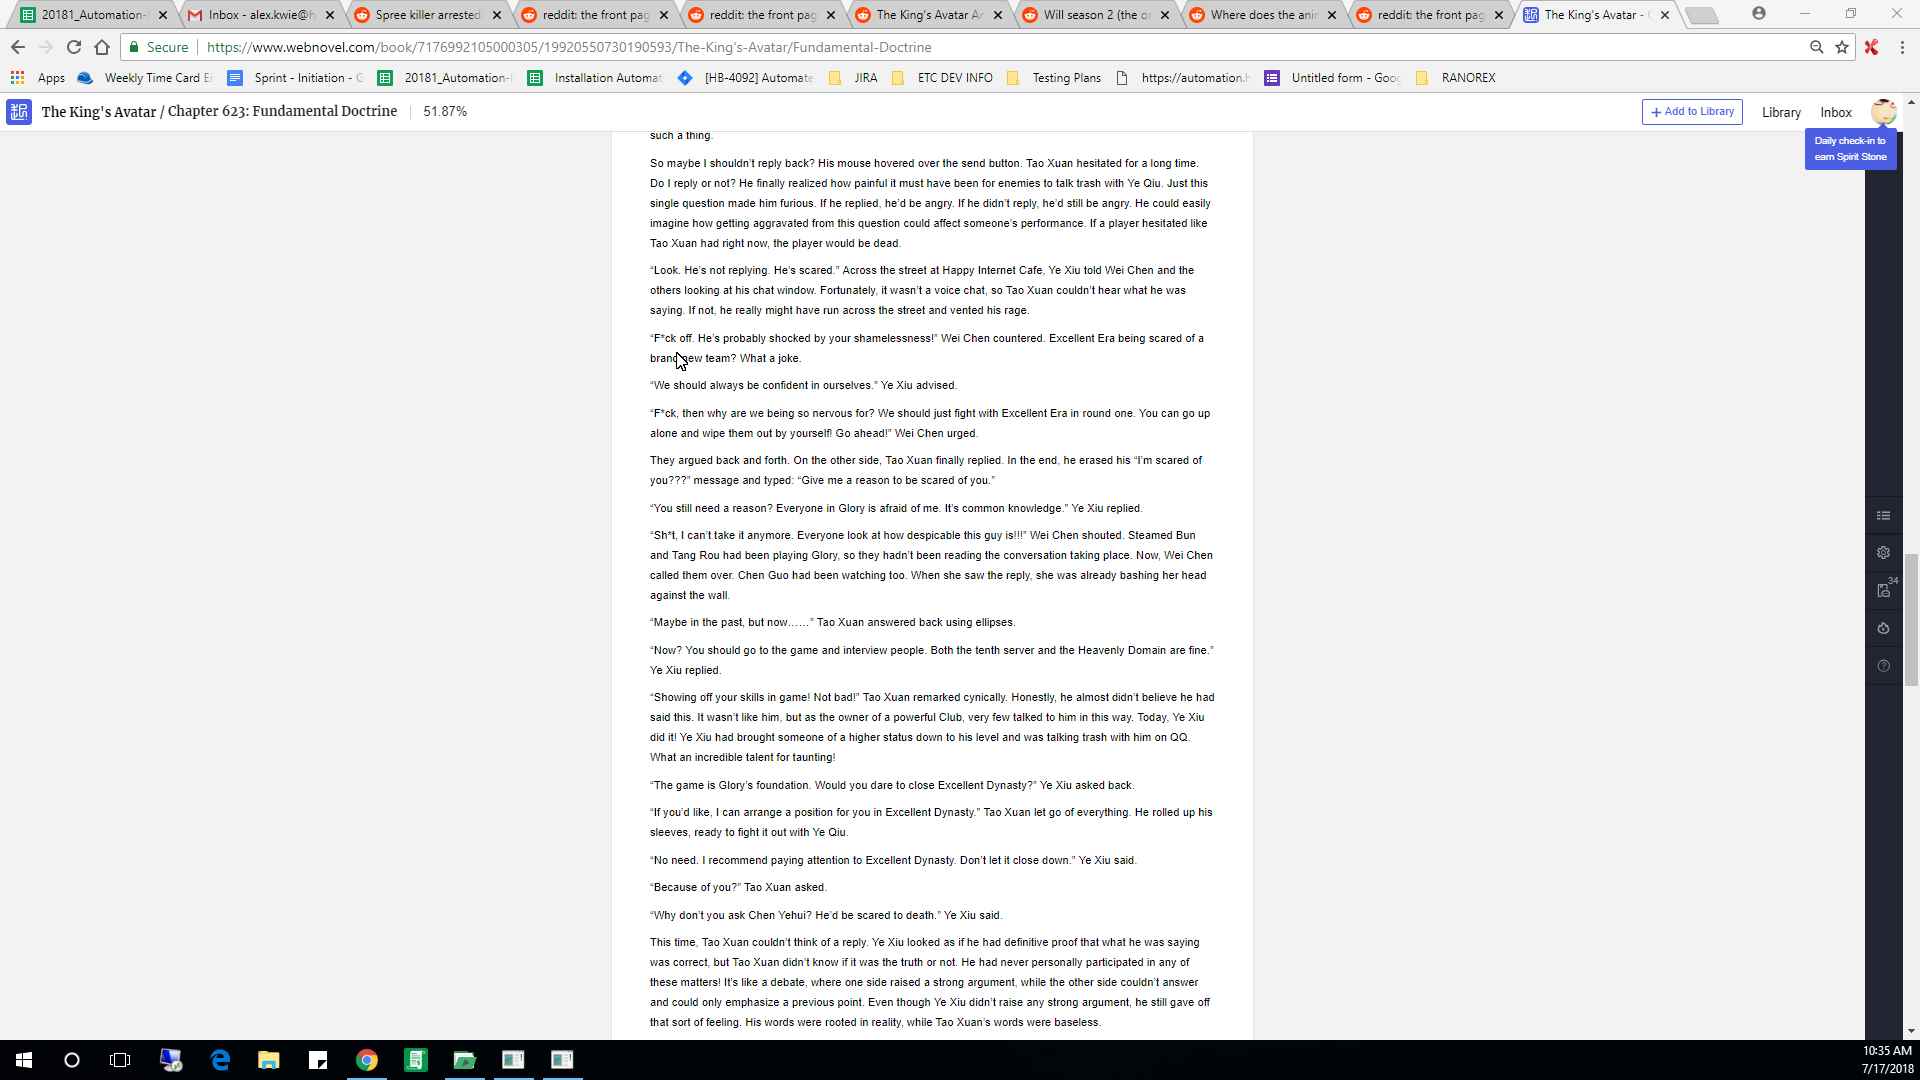 20181_Automation-
Inbox - alex.kwie@h
Spree killer arrested
reddit: the front pag
reddit: the front pag
The King's Avatar A
Will season 2 (the o
Where does the ani
reddit: the front pag
The King's Avatar -
Secure
https://www.webnovel.com/book/7176992105000305/19920550730190593/The-King's-Avatar/Fundamental-Doctrine
Apps
Weekly Time Card E
Sprint - Initiation - G
20181_Automation-
Installation Automat
[HB-4092] Automate
JIRA
ETC DEV INFO
Testing Plans
https://automation.h
Untitled form - Goo
RANOREX
The King's Avatar / Chapter 623: Fundamental Doctrine
51.87%
+ Add to Library
Library
Inbox
Daily check-in to
earn Spirit Stone
such a thing.
So maybe I shouldn't reply back? His mouse hovered over the send button. Tao Xuan hesitated for a long time.
Do I reply or not? He finally realized how painful it must have been for enemies to talk trash with Ye Qiu. Just this
single question made him furious. If he replied, he'd be angry. If he didn't reply, he'd still be angry. He could easily
imagine how getting aggravated from this question could affect someone's performance. If a player hesitated like
Tao Xuan had right now, the player would be dead.
“Look. He's not replying. He's scared.” Across the street at Happy Internet Cafe, Ye Xiu told Wei Chen and the
others looking at his chat window. Fortunately, it wasn't a voice chat, so Tao Xuan couldn't hear what he was
saying. If not, he really might have run across the street and vented his rage.
“F*ck off. He's probably shocked by your shamelessness!” Wei Chen countered. Excellent Era being scared of a
brand new team? What a joke.
“We should always be confident in ourselves.” Ye Xiu advised.
“F*ck, then why are we being so nervous for? We should just fight with Excellent Era in round one. You can go up
alone and wipe them out by yourself! Go ahead!” Wei Chen urged.
They argued back and forth. On the other side, Tao Xuan finally replied. In the end, he erased his “I'm scared of
you???” message and typed: “Give me a reason to be scared of you.”
“You still need a reason? Everyone in Glory is afraid of me. It's common knowledge.” Ye Xiu replied.
“Sh*t, I can't take it anymore. Everyone look at how despicable this guy is!!!” Wei Chen shouted. Steamed Bun
and Tang Rou had been playing Glory, so they hadn't been reading the conversation taking place. Now, Wei Chen
called them over. Chen Guo had been watching too. When she saw the reply, she was already bashing her head
against the wall.
“Maybe in the past, but now……” Tao Xuan answered back using ellipses.
“Now? You should go to the game and interview people. Both the tenth server and the Heavenly Domain are fine.”
Ye Xiu replied.
“Showing off your skills in game! Not bad!” Tao Xuan remarked cynically. Honestly, he almost didn't believe he had
said this. It wasn't like him, but as the owner of a powerful Club, very few talked to him in this way. Today, Ye Xiu
did it! Ye Xiu had brought someone of a higher status down to his level and was talking trash with him on QQ.
What an incredible talent for taunting!
“The game is Glory's foundation. Would you dare to close Excellent Dynasty?” Ye Xiu asked back.
“If you'd like, I can arrange a position for you in Excellent Dynasty.” Tao Xuan let go of everything. He rolled up his
sleeves, ready to fight it out with Ye Qiu.
“No need. I recommend paying attention to Excellent Dynasty. Don't let it close down.” Ye Xiu said.
“Because of you?” Tao Xuan asked.
“Why don't you ask Chen Yehui? He'd be scared to death.” Ye Xiu said.
This time, Tao Xuan couldn't think of a reply. Ye Xiu looked as if he had definitive proof that what he was saying
was correct, but Tao Xuan didn't know if it was the truth or not. He had never personally participated in any of
these matters! It's like a debate, where one side raised a strong argument, while the other side couldn't answer
and could only emphasize a previous point. Even though Ye Xiu didn't raise any strong argument, he still gave off
that sort of feeling. His words were rooted in reality, while Tao Xuan's words were baseless.
34
10:35 AM
7/17/2018